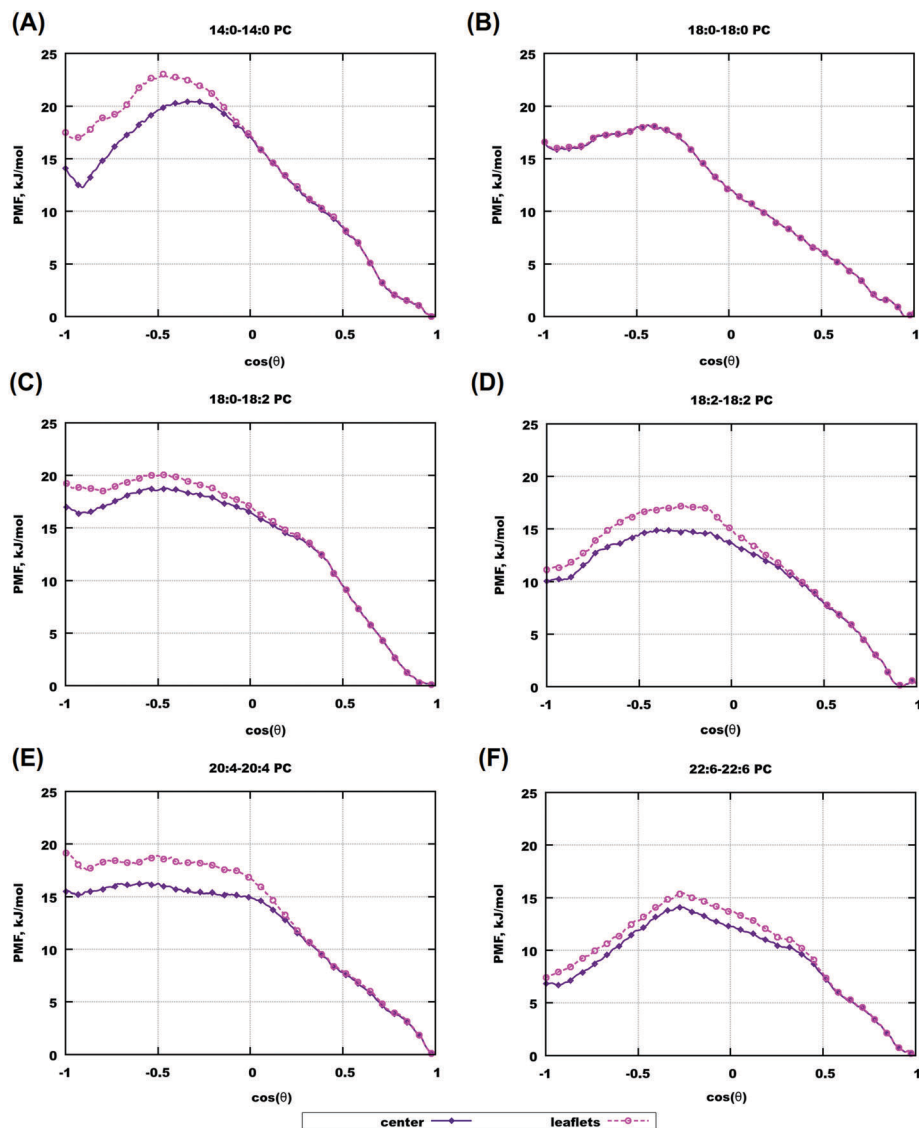 (A)
14:0-14:0 PC
25
20
15
10
5
0
PMF, kJ/mol
-1
-0.5
0
0.5
1
cos(θ)
(B)
18:0-18:0 PC
25
20
15
10
5
0
PMF, kJ/mol
-1
-0.5
0
0.5
1
cos(θ)
(C)
18:0-18:2 PC
25
20
15
10
5
0
PMF, kJ/mol
-1
-0.5
0
0.5
1
cos(θ)
(D)
18:2-18:2 PC
25
20
15
10
5
0
PMF, kJ/mol
-1
-0.5
0
0.5
1
cos(θ)
(E)
20:4-20:4 PC
25
20
15
10
5
0
PMF, kJ/mol
-1
-0.5
0
0.5
1
cos(θ)
(F)
22:6-22:6 PC
25
20
15
10
5
0
PMF, kJ/mol
-1
-0.5
0
0.5
1
cos(θ)
center
leaflets